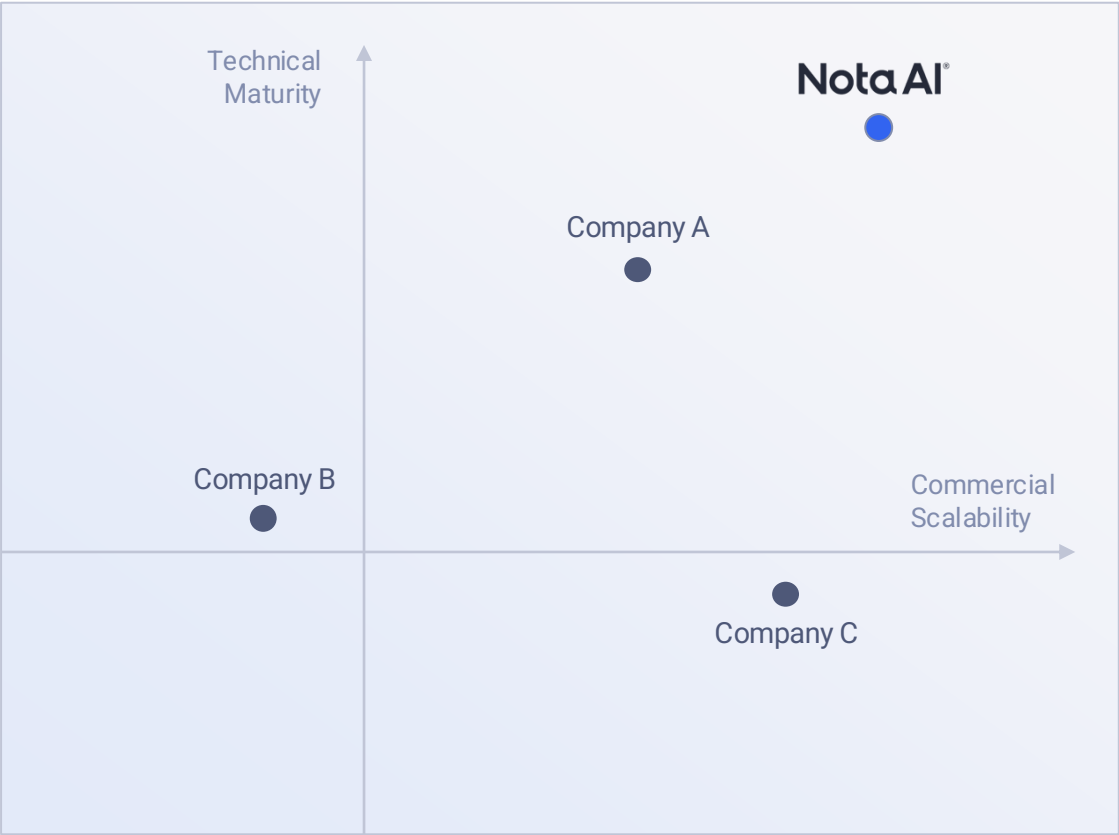 Technical
Maturity
Nota AI®
Company A
Company B
Commercial
Scalability
Company C